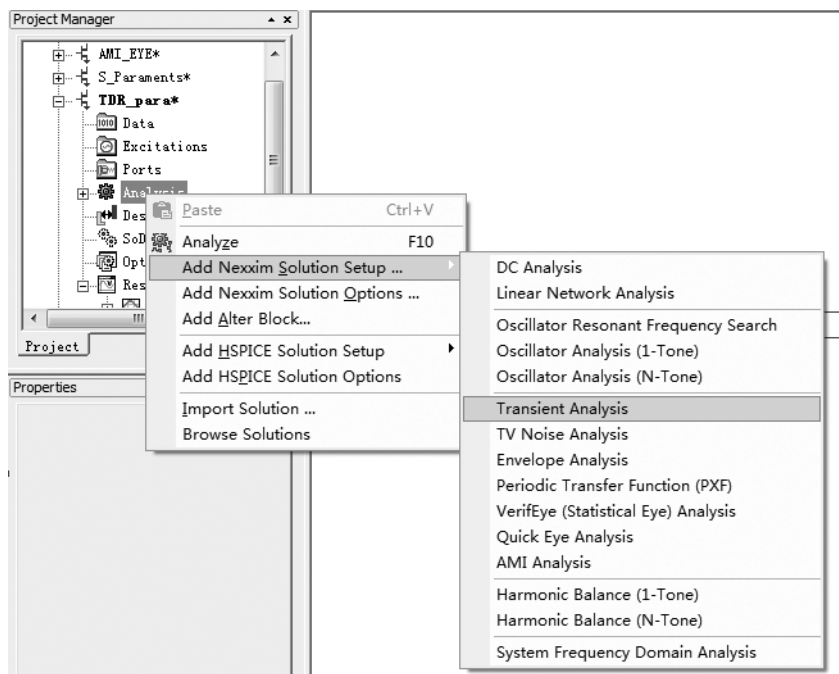 Project Manager
AMI_EYE*
S_Paraments*
TDR_para*
Data
Excitations
Ports
Analysis
Des
SoD
Opt
Res
Project
Properties
Paste Ctrl+V
Analyze F10
Add Nexxim Solution Setup ...
Add Nexxim Solution Options ...
Add Alter Block...
Add HSPICE Solution Setup
Add HSPICE Solution Options
Import Solution ...
Browse Solutions
DC Analysis
Linear Network Analysis
Oscillator Resonant Frequency Search
Oscillator Analysis (1-Tone)
Oscillator Analysis (N-Tone)
Transient Analysis
TV Noise Analysis
Envelope Analysis
Periodic Transfer Function (PXF)
VerifEye (Statistical Eye) Analysis
Quick Eye Analysis
AMI Analysis
Harmonic Balance (1-Tone)
Harmonic Balance (N-Tone)
System Frequency Domain Analysis